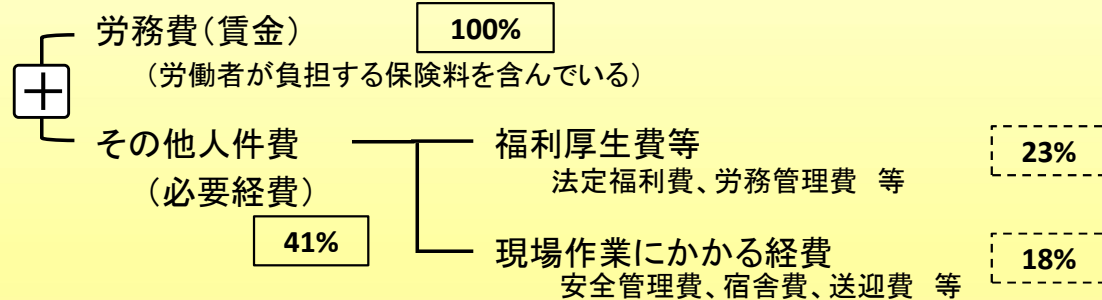 労務費(賃金) 100%
(労働者が負担する保険料を含んでいる)
+
その他人件費
(必要経費)
41%
福利厚生費等 23%
法定福利費、労務管理費 等
現場作業にかかる経費 18%
安全管理費、宿舎費、送迎費 等